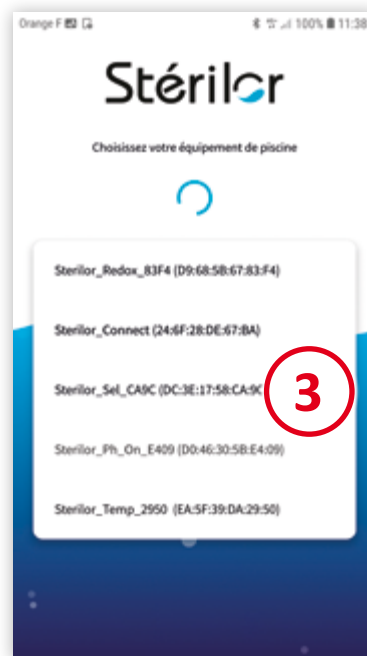 Orange F 100% 11:38
Stérilor
Choisissez votre équipement de piscine
Sterilor_Redox_83F4 (D9:68:5B:67:83:F4)
Sterilor_Connect (24:6F:28:DE:67:BA)
Sterilor_Sel_CA9C (DC:3E:17:58:CA:9C
3
Sterilor_Ph_On_E409 (D0:46:30:5B:E4:09)
Sterilor_Temp_2950 (EA:5F:39:DA:29:50)